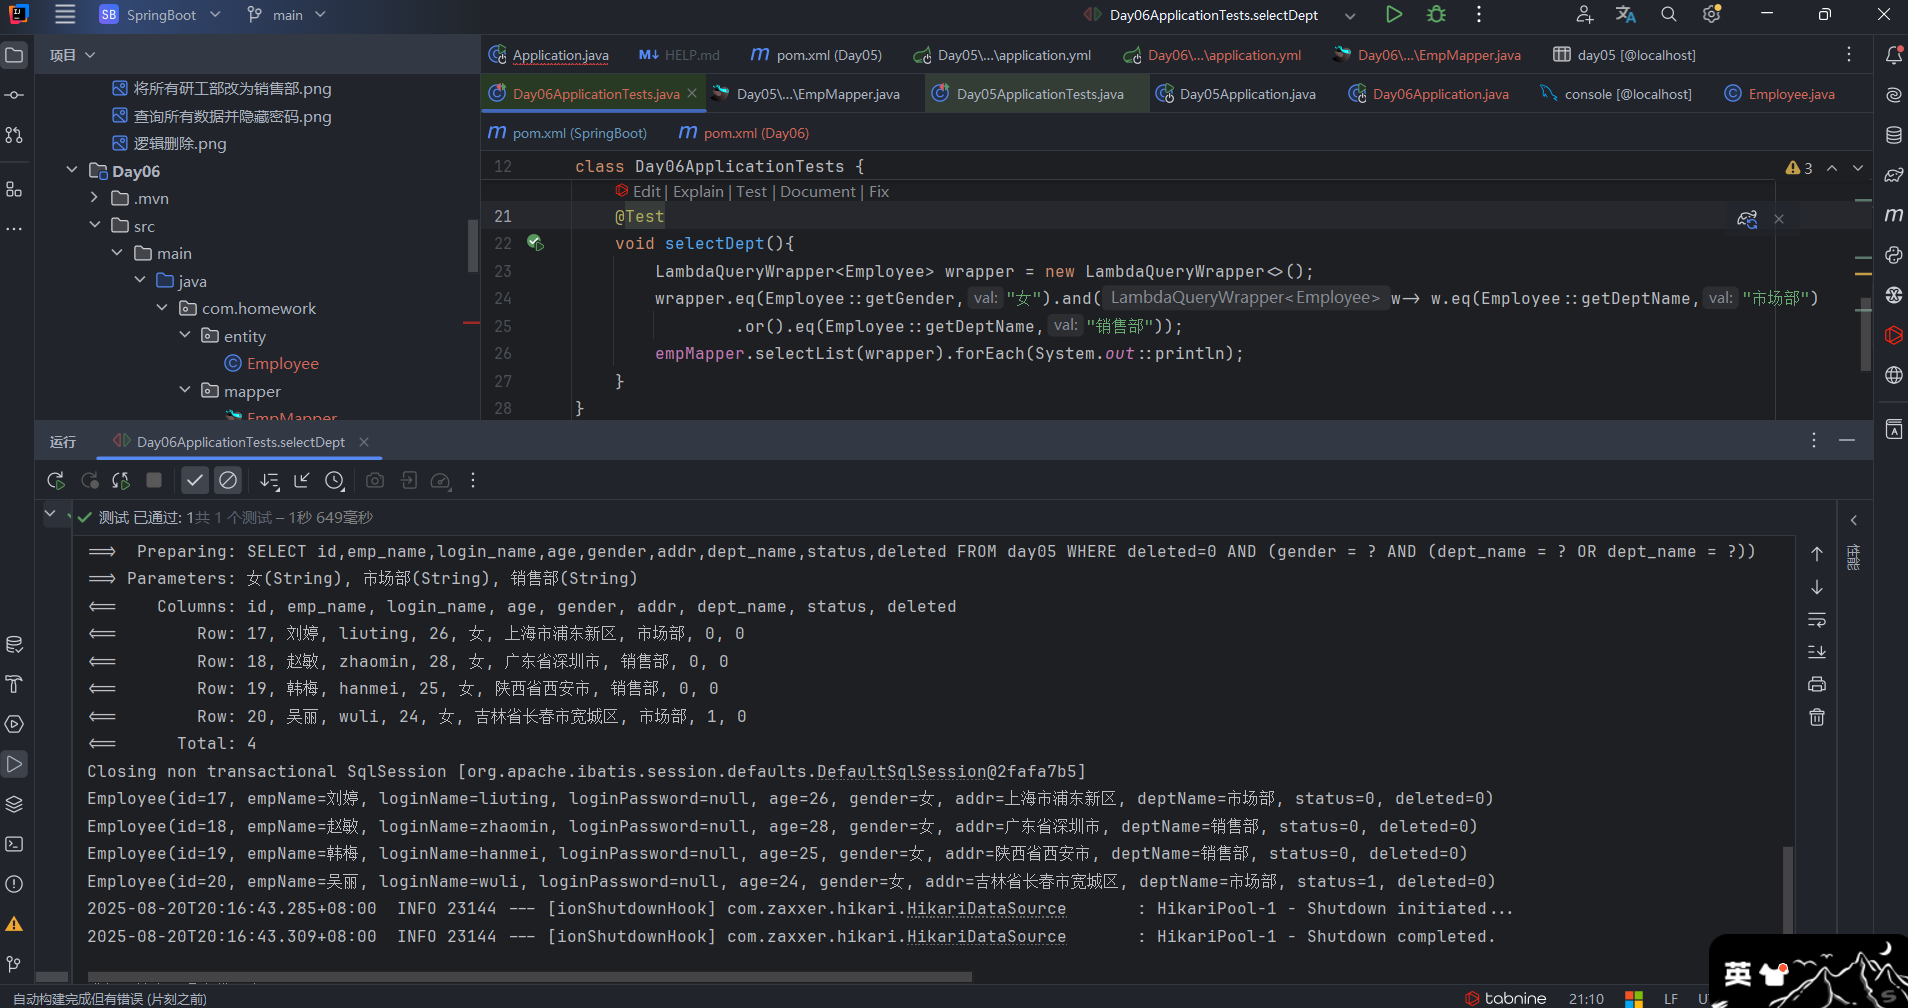 SB SpringBoot main Day06ApplicationTests.selectDept
项目
Application.java HELP.md pom.xml (Day05) Day05\...\application.yml Day06\...\application.yml Day06\...\EmpMapper.java day05 [@localhost]
Day06ApplicationTests.java Day05\...\EmpMapper.java Day05ApplicationTests.java Day05Application.java Day06Application.java console [@localhost] Employee.java
pom.xml (SpringBoot) pom.xml (Day06)
将所有研工部改为销售部.png
查询所有数据并隐藏密码.png
逻辑删除.png
Day06
.mvn
src
main
java
com.homework
entity
Employee
mapper
EmpMapper
12 class Day06ApplicationTests {
3
Edit | Explain | Test | Document | Fix
21 @Test
22 void selectDept(){
23 LambdaQueryWrapper<Employee> wrapper = new LambdaQueryWrapper<>();
24 wrapper.eq(Employee::getGender, val: "女").and( LambdaQueryWrapper<Employee> w-> w.eq(Employee::getDeptName, val: "市场部")
25 .or().eq(Employee::getDeptName, val: "销售部"));
26 empMapper.selectList(wrapper).forEach(System.out::println);
27 }
28 }
运行 Day06ApplicationTests.selectDept
测试 已通过: 1共 1 个测试 – 1秒 649毫秒
==> Preparing: SELECT id,emp_name,login_name,age,gender,addr,dept_name,status,deleted FROM day05 WHERE deleted=0 AND (gender = ? AND (dept_name = ? OR dept_name = ?))
==> Parameters: 女(String), 市场部(String), 销售部(String)
<== Columns: id, emp_name, login_name, age, gender, addr, dept_name, status, deleted
<== Row: 17, 刘婷, liuting, 26, 女, 上海市浦东新区, 市场部, 0, 0
<== Row: 18, 赵敏, zhaomin, 28, 女, 广东省深圳市, 销售部, 0, 0
<== Row: 19, 韩梅, hanmei, 25, 女, 陕西省西安市, 销售部, 0, 0
<== Row: 20, 吴丽, wuli, 24, 女, 吉林省长春市宽城区, 市场部, 1, 0
<== Total: 4
Closing non transactional SqlSession [org.apache.ibatis.session.defaults.DefaultSqlSession@2fafa7b5]
Employee(id=17, empName=刘婷, loginName=liuting, loginPassword=null, age=26, gender=女, addr=上海市浦东新区, deptName=市场部, status=0, deleted=0)
Employee(id=18, empName=赵敏, loginName=zhaomin, loginPassword=null, age=28, gender=女, addr=广东省深圳市, deptName=销售部, status=0, deleted=0)
Employee(id=19, empName=韩梅, loginName=hanmei, loginPassword=null, age=25, gender=女, addr=陕西省西安市, deptName=销售部, status=0, deleted=0)
Employee(id=20, empName=吴丽, loginName=wuli, loginPassword=null, age=24, gender=女, addr=吉林省长春市宽城区, deptName=市场部, status=1, deleted=0)
2025-08-20T20:16:43.285+08:00 INFO 23144 --- [ionShutdownHook] com.zaxxer.hikari.HikariDataSource : HikariPool-1 - Shutdown initiated...
2025-08-20T20:16:43.309+08:00 INFO 23144 --- [ionShutdownHook] com.zaxxer.hikari.HikariDataSource : HikariPool-1 - Shutdown completed.
性能
英
自动构建完成但有错误 (片刻之前)
tabnine 21:10 LF